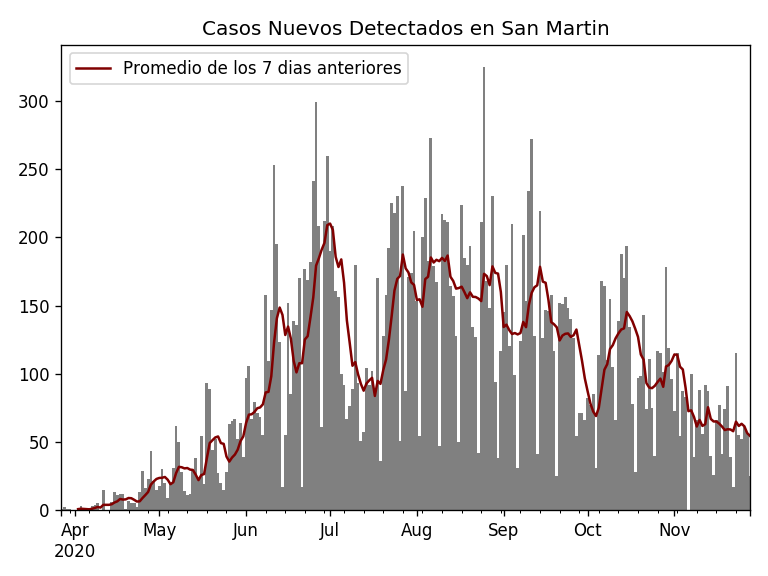 Casos Nuevos Detectados en San Martin
Promedio de los 7 dias anteriores
300
250
200
150
100
50
0
Apr May Jun Jul Aug Sep Oct Nov
2020